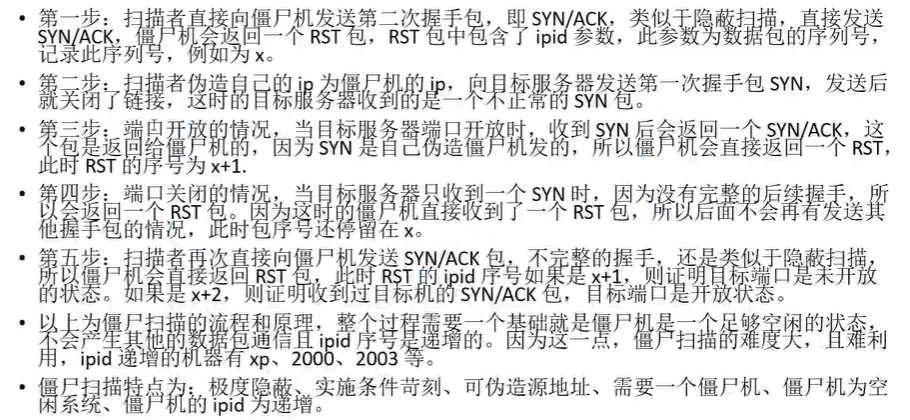 • 第一步：扫描者直接向僵尸机发送第二次握手包，即 SYN/ACK，类似于隐蔽扫描，直接发送
SYN/ACK，僵尸机会返回一个 RST 包，RST 包中包含了 ipid 参数，此参数为数据包的序列号，
记录此序列号，例如为 x。
• 第二步：扫描者伪造自己的 ip 为僵尸机的 ip，向目标服务器发送第一次握手包 SYN，发送后
就关闭了链接，这时的目标服务器收到的是一个不正常的 SYN 包。
• 第三步：端口开放的情况，当目标服务器端口开放时，收到 SYN 后会返回一个 SYN/ACK，这
个包是返回给僵尸机的，因为 SYN 是自己伪造僵尸机发的，所以僵尸机会直接返回一个 RST，
此时 RST 的序号为 x+1.
• 第四步：端口关闭的情况，当目标服务器只收到一个 SYN 时，因为没有完整的后续握手，所
以会返回一个 RST 包。因为这时的僵尸机直接收到了一个 RST 包，所以后面不会再有发送其
他握手包的情况，此时包序号还停留在 x。
• 第五步：扫描者再次直接向僵尸机发送 SYN/ACK 包，不完整的握手，还是类似于隐蔽扫描，
所以僵尸机会直接返回 RST 包，此时 RST 的 ipid 序号如果是 x+1，则证明目标端口是未开放
的状态。如果是 x+2，则证明收到过目标机的 SYN/ACK 包，目标端口是开放状态。
• 以上为僵尸扫描的流程和原理，整个过程需要一个基础就是僵尸机是一个足够空闲的状态，
不会产生其他的数据包通信且 ipid 序号是递增的。因为这一点，僵尸扫描的难度大，且难利
用，ipid 递增的机器有 xp、2000、2003 等。
• 僵尸扫描特点为：极度隐蔽、实施条件苛刻、可伪造源地址、需要一个僵尸机、僵尸机为空
闲系统、僵尸机的 ipid 为递增。